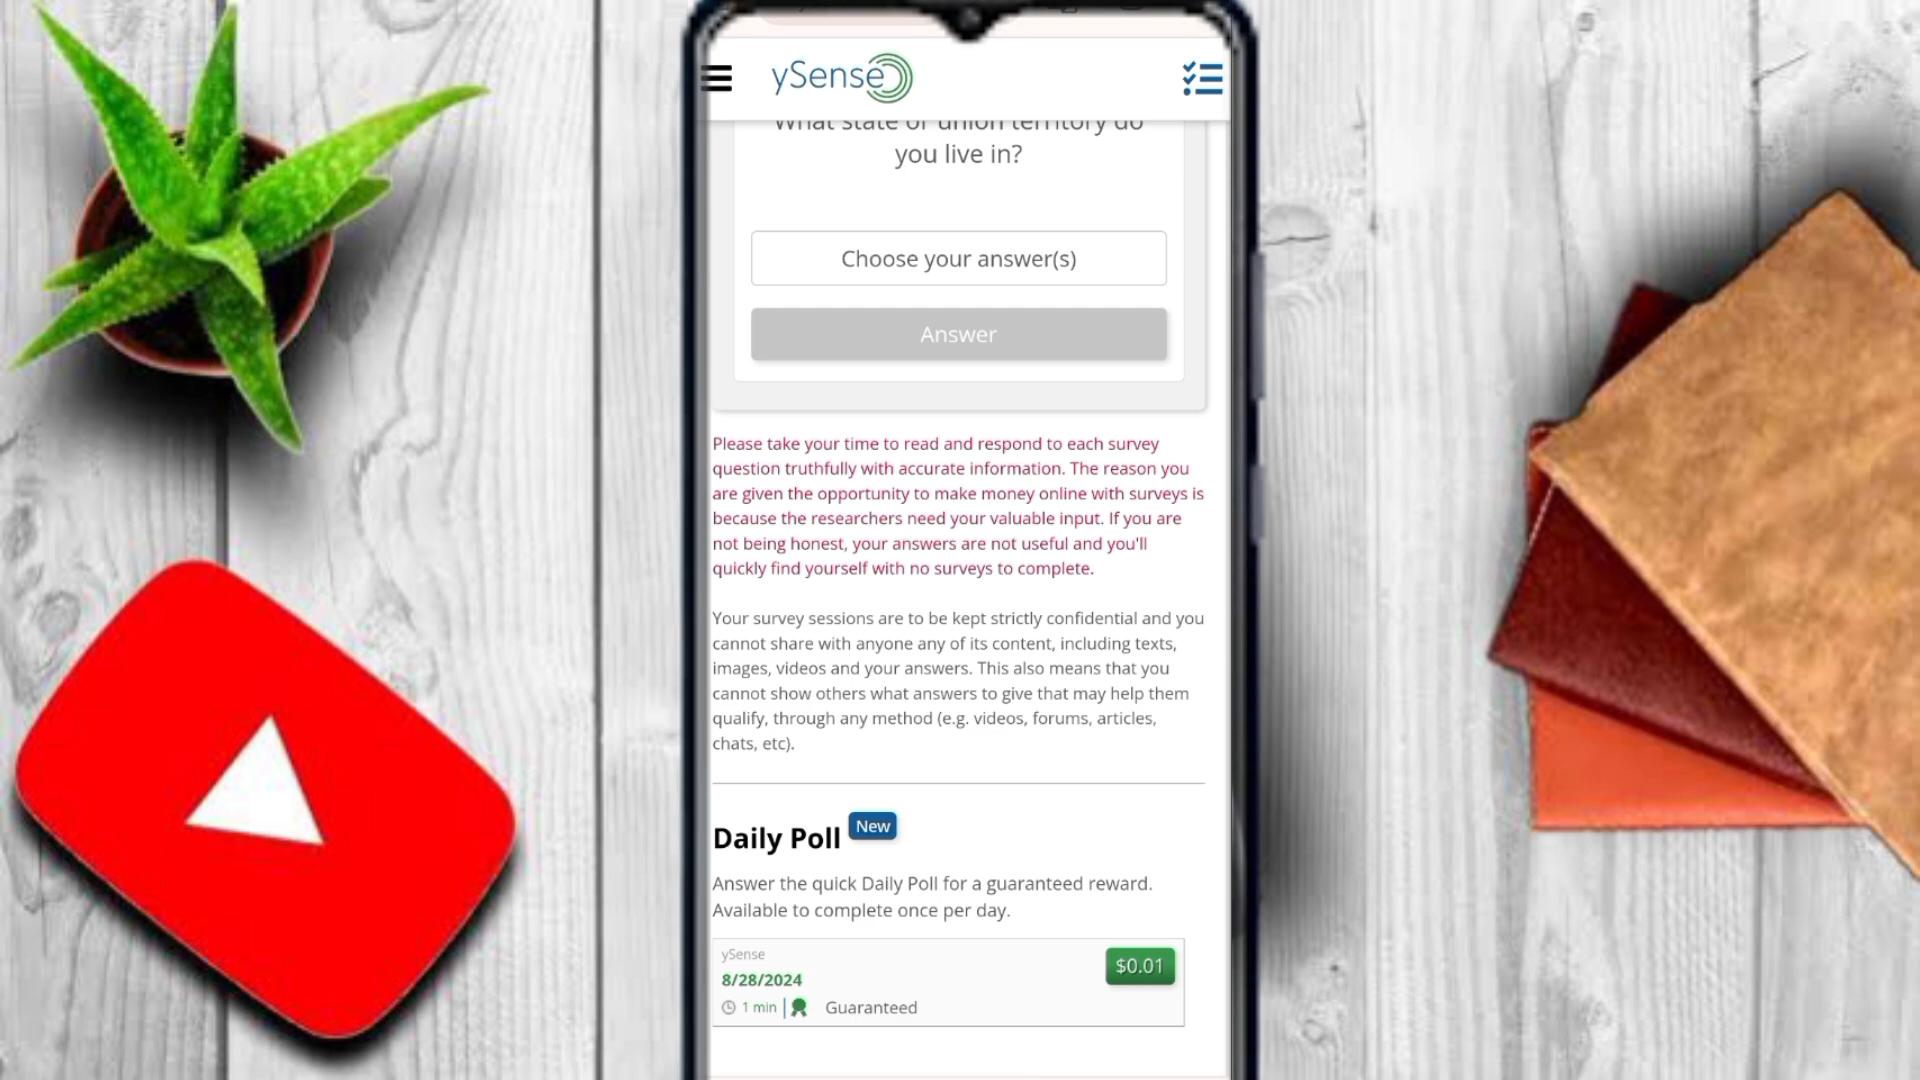 ySense
What state or union territory do
you live in?
Choose your answer(s)
Answer
Please take your time to read and respond to each survey
question truthfully with accurate information. The reason you
are given the opportunity to make money online with surveys is
because the researchers need your valuable input. If you are
not being honest, your answers are not useful and you'll
quickly find yourself with no surveys to complete.
Your survey sessions are to be kept strictly confidential and you
cannot share with anyone any of its content, including texts,
images, videos and your answers. This also means that you
cannot show others what answers to give that may help them
qualify, through any method (e.g. videos, forums, articles,
chats, etc).
Daily Poll New
Answer the quick Daily Poll for a guaranteed reward.
Available to complete once per day.
ySense
$0.01
8/28/2024
1 min Guaranteed